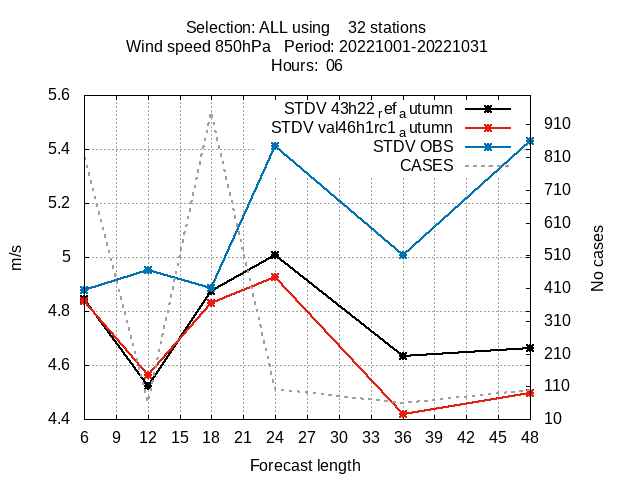 Selection: ALL using 32 stations
Wind speed 850hPa Period: 20221001-20221031
Hours: 06
STDV 43h22ref autumn
STDV val46h1rc1autumn
STDV OBS
CASES
5.6
5.4
5.2
5
4.8
4.6
4.4
m/s
910
810
710
610
510
410
310
210
110
10
No cases
6 9 12 15 18 21 24 27 30 33 36 39 42 45 48
Forecast length